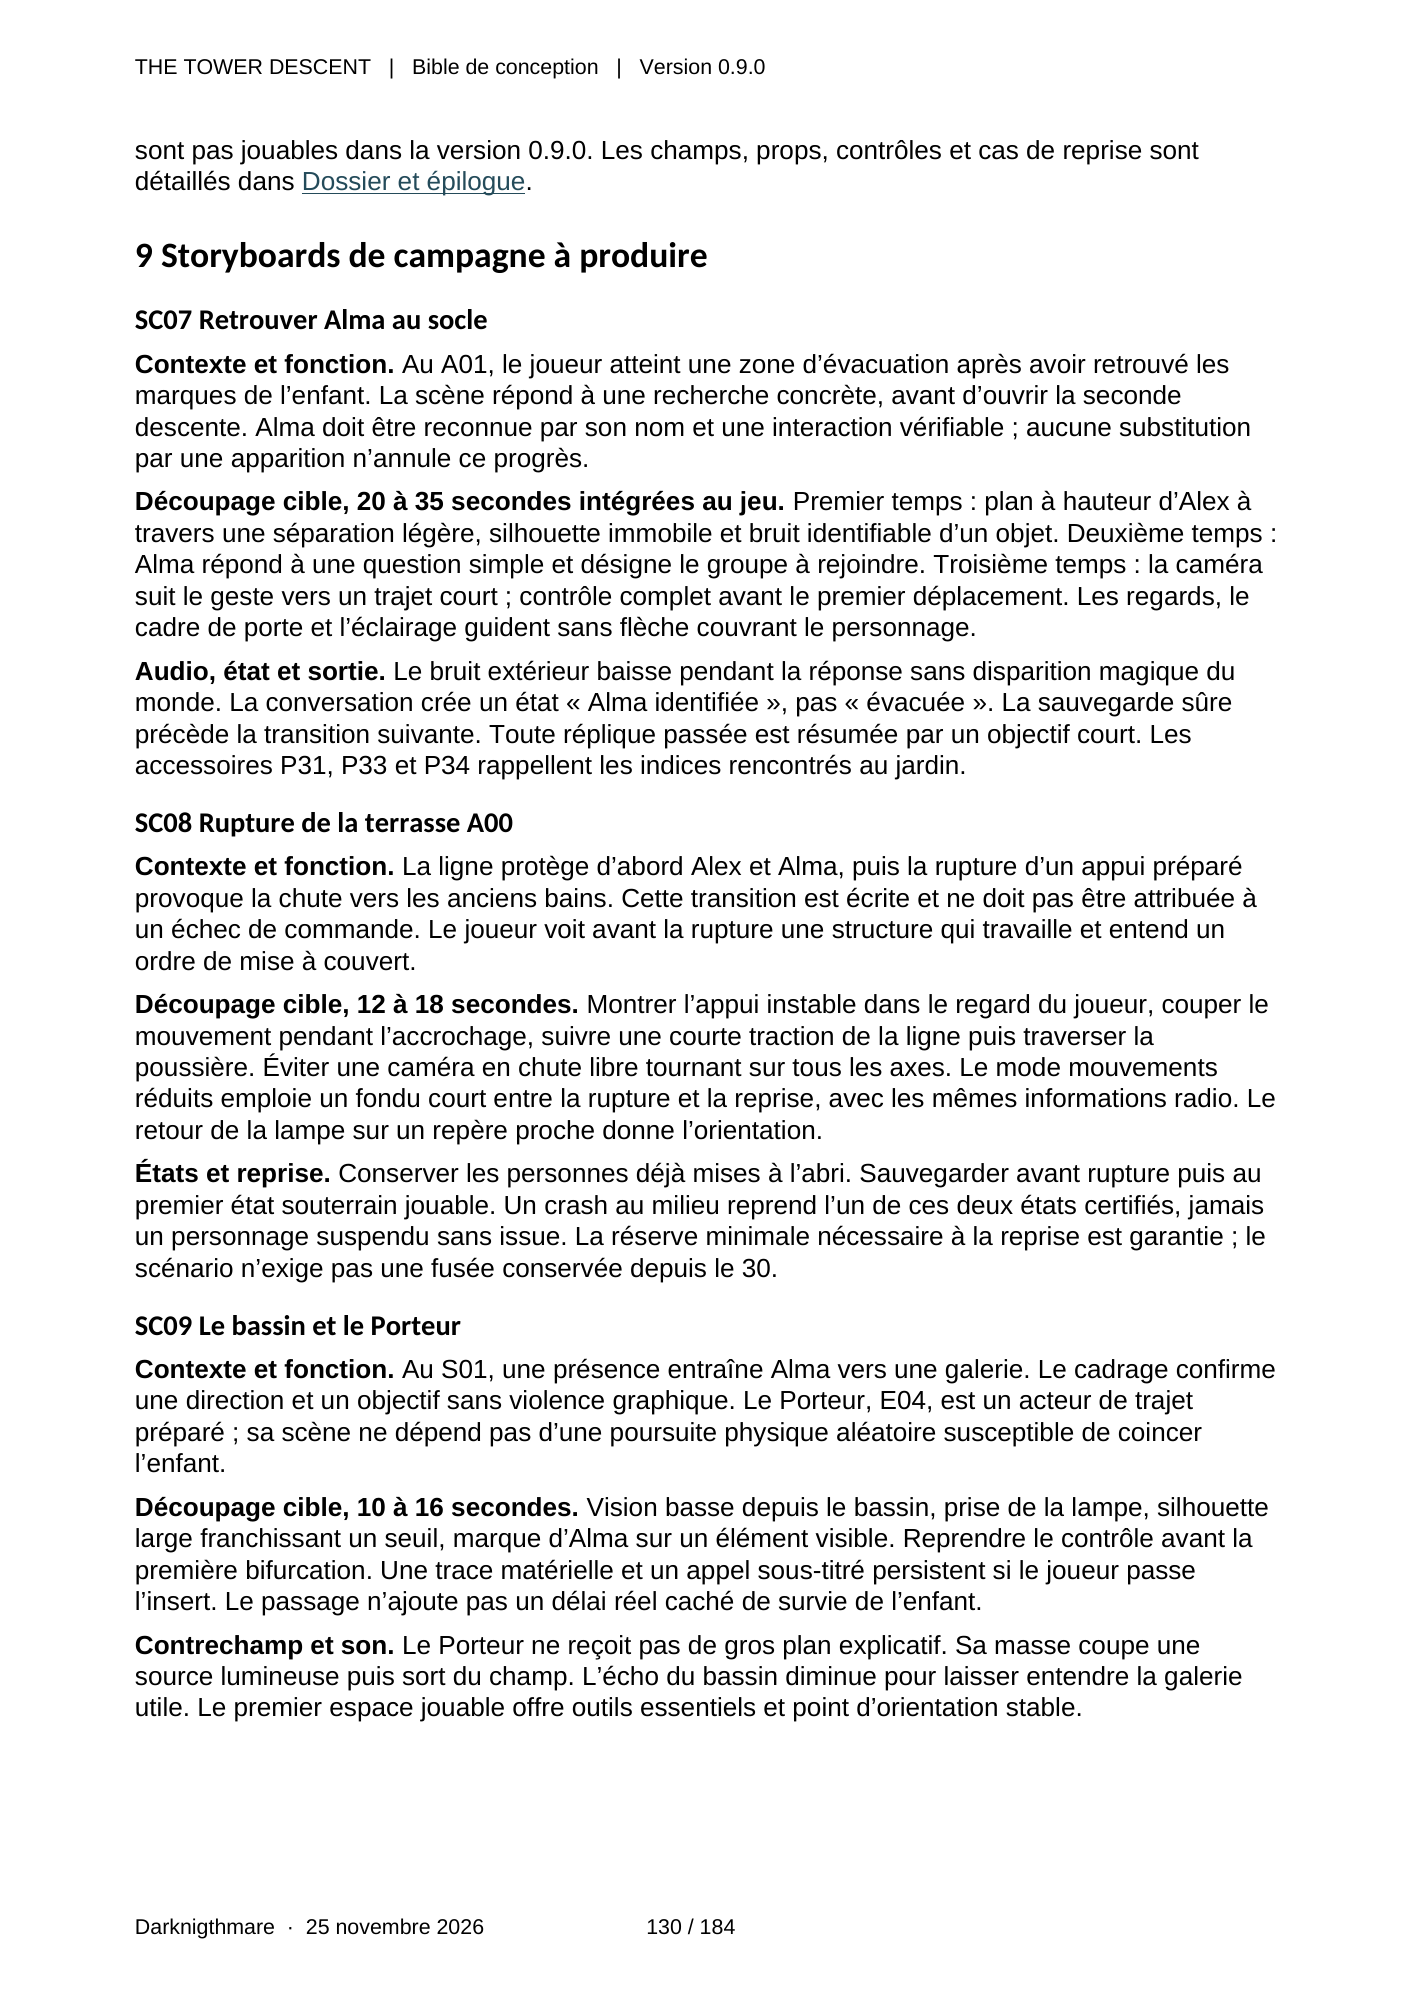 THE TOWER DESCENT | Bible de conception | Version 0.9.0
sont pas jouables dans la version 0.9.0. Les champs, props, contrôles et cas de reprise sont
détaillés dans Dossier et épilogue.
9 Storyboards de campagne à produire
SC07 Retrouver Alma au socle
Contexte et fonction. Au A01, le joueur atteint une zone d’évacuation après avoir retrouvé les
marques de l’enfant. La scène répond à une recherche concrète, avant d’ouvrir la seconde
descente. Alma doit être reconnue par son nom et une interaction vérifiable ; aucune substitution
par une apparition n’annule ce progrès.
Découpage cible, 20 à 35 secondes intégrées au jeu. Premier temps : plan à hauteur d’Alex à
travers une séparation légère, silhouette immobile et bruit identifiable d’un objet. Deuxième temps :
Alma répond à une question simple et désigne le groupe à rejoindre. Troisième temps : la caméra
suit le geste vers un trajet court ; contrôle complet avant le premier déplacement. Les regards, le
cadre de porte et l’éclairage guident sans flèche couvrant le personnage.
Audio, état et sortie. Le bruit extérieur baisse pendant la réponse sans disparition magique du
monde. La conversation crée un état « Alma identifiée », pas « évacuée ». La sauvegarde sûre
précède la transition suivante. Toute réplique passée est résumée par un objectif court. Les
accessoires P31, P33 et P34 rappellent les indices rencontrés au jardin.
SC08 Rupture de la terrasse A00
Contexte et fonction. La ligne protège d’abord Alex et Alma, puis la rupture d’un appui préparé
provoque la chute vers les anciens bains. Cette transition est écrite et ne doit pas être attribuée à
un échec de commande. Le joueur voit avant la rupture une structure qui travaille et entend un
ordre de mise à couvert.
Découpage cible, 12 à 18 secondes. Montrer l’appui instable dans le regard du joueur, couper le
mouvement pendant l’accrochage, suivre une courte traction de la ligne puis traverser la
poussière. Éviter une caméra en chute libre tournant sur tous les axes. Le mode mouvements
réduits emploie un fondu court entre la rupture et la reprise, avec les mêmes informations radio. Le
retour de la lampe sur un repère proche donne l’orientation.
États et reprise. Conserver les personnes déjà mises à l’abri. Sauvegarder avant rupture puis au
premier état souterrain jouable. Un crash au milieu reprend l’un de ces deux états certifiés, jamais
un personnage suspendu sans issue. La réserve minimale nécessaire à la reprise est garantie ; le
scénario n’exige pas une fusée conservée depuis le 30.
SC09 Le bassin et le Porteur
Contexte et fonction. Au S01, une présence entraîne Alma vers une galerie. Le cadrage confirme
une direction et un objectif sans violence graphique. Le Porteur, E04, est un acteur de trajet
préparé ; sa scène ne dépend pas d’une poursuite physique aléatoire susceptible de coincer
l’enfant.
Découpage cible, 10 à 16 secondes. Vision basse depuis le bassin, prise de la lampe, silhouette
large franchissant un seuil, marque d’Alma sur un élément visible. Reprendre le contrôle avant la
première bifurcation. Une trace matérielle et un appel sous-titré persistent si le joueur passe
l’insert. Le passage n’ajoute pas un délai réel caché de survie de l’enfant.
Contrechamp et son. Le Porteur ne reçoit pas de gros plan explicatif. Sa masse coupe une
source lumineuse puis sort du champ. L’écho du bassin diminue pour laisser entendre la galerie
utile. Le premier espace jouable offre outils essentiels et point d’orientation stable.
Darknigthmare · 25 novembre 2026 130 / 184